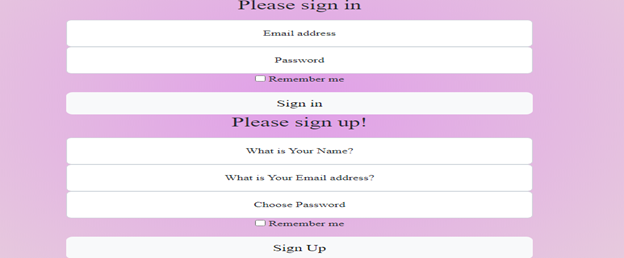 Please sign in
Email address
Password
Remember me
Sign in
Please sign up!
What is Your Name?
What is Your Email address?
Choose Password
Remember me
Sign Up